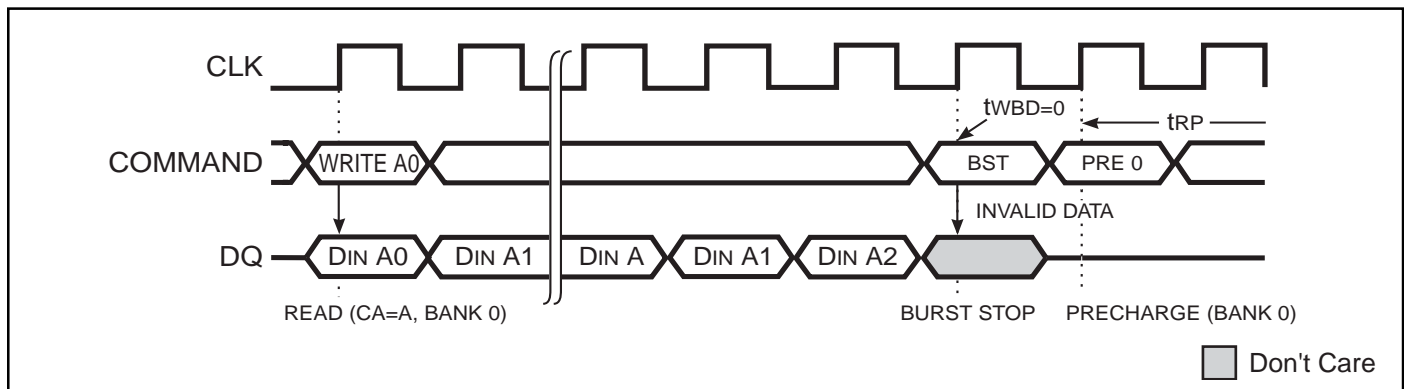 CLK
tWBD=0
tRP
COMMAND WRITE A0 BST PRE 0
INVALID DATA
DQ DIN A0 DIN A1 DIN A DIN A1 DIN A2
READ (CA=A, BANK 0) BURST STOP PRECHARGE (BANK 0)
Don't Care